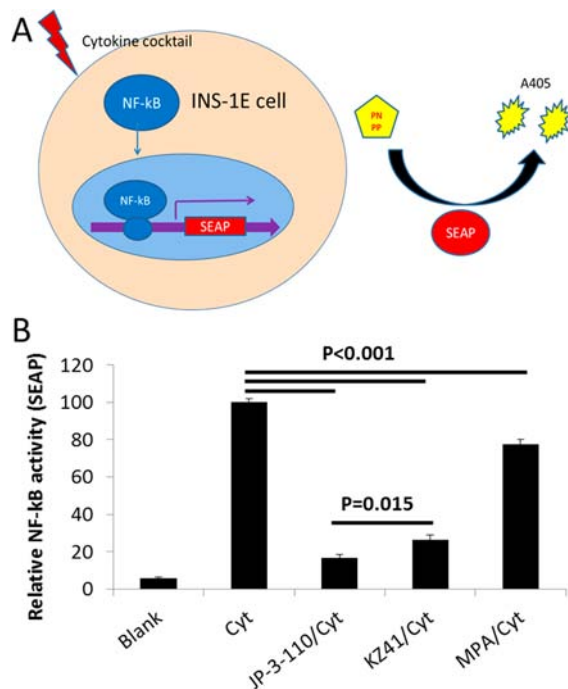 A
Cytokine cocktail
NF-kB
INS-1E cell
NF-kB
SEAP
PN
PP
A405
SEAP
B
Relative NF-kB activity (SEAP)
120
100
80
60
40
20
0
P<0.001
P=0.015
Blank
Cyt
JP-3-110/Cyt
KZ41/Cyt
MPA/Cyt